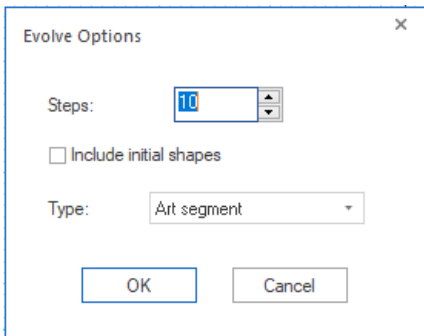 Evolve Options
Steps: 10
Include initial shapes
Type: Art segment
OK Cancel